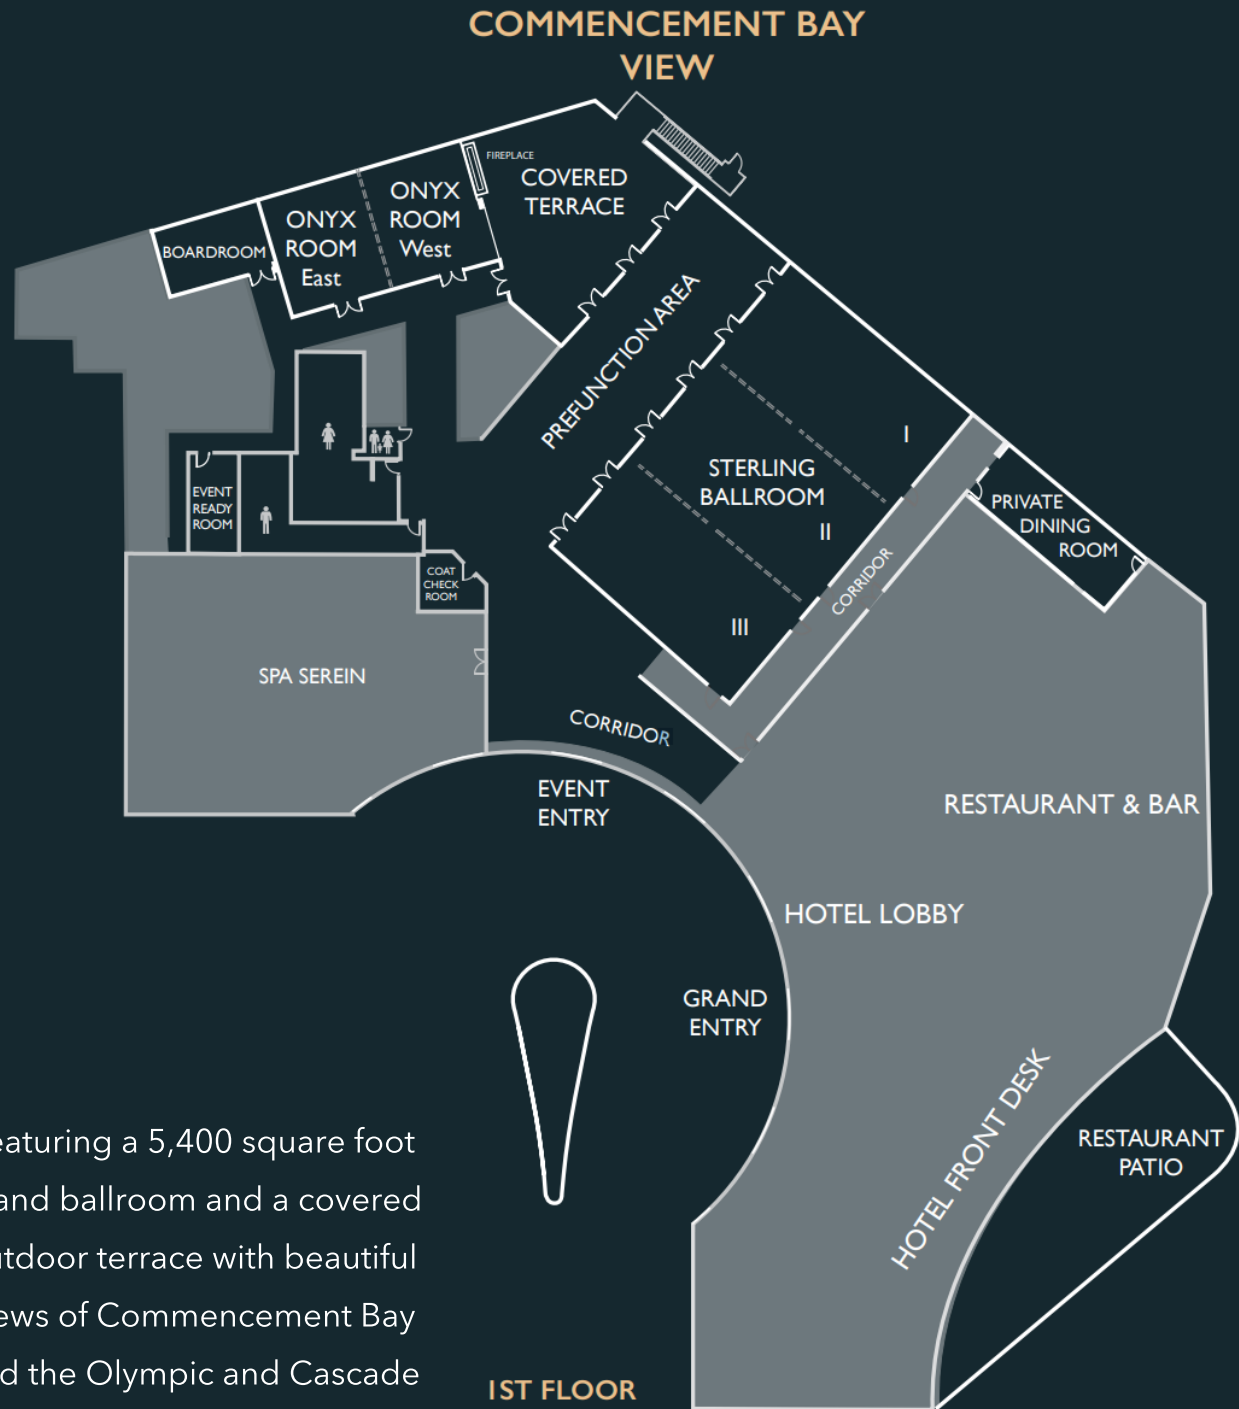 COMMENCEMENT BAY
VIEW
FIREPLACE
COVERED
TERRACE
ONYX
ROOM
West
ONYX
ROOM
East
BOARDROOM
PREFUNCTION AREA
I
STERLING
BALLROOM
II
III
CORRIDOR
PRIVATE
DINING
ROOM
EVENT
READY
ROOM
COAT
CHECK
ROOM
SPA SEREIN
CORRIDOR
EVENT
ENTRY
RESTAURANT & BAR
HOTEL LOBBY
GRAND
ENTRY
HOTEL FRONT DESK
RESTAURANT
PATIO
eaturing a 5,400 square foot
and ballroom and a covered
utdoor terrace with beautiful
ews of Commencement Bay
d the Olympic and Cascade
1ST FLOOR